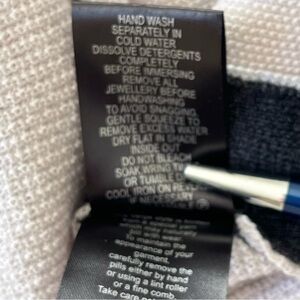 HAND WASH
SEPARATELY IN
COLD WATER
DISSOLVE DETERGENTS
COMPLETELY
BEFORE IMMERSING
REMOVE ALL
JEWELLERY BEFORE
HANDWASHING
TO AVOID SNAGGING
GENTLE SQUEEZE TO
REMOVE EXCESS WATER
DRY FLAT IN SHADE
INSIDE OUT
DO NOT BLEACH
SOAK WRING
OR TUMBLE
COOL IRON ON
IF NECESSARY
to maintain the
appearance of your
garment.
carefully remove the
pills either by hand
or using a lint roller
or a fine comb.
Take care